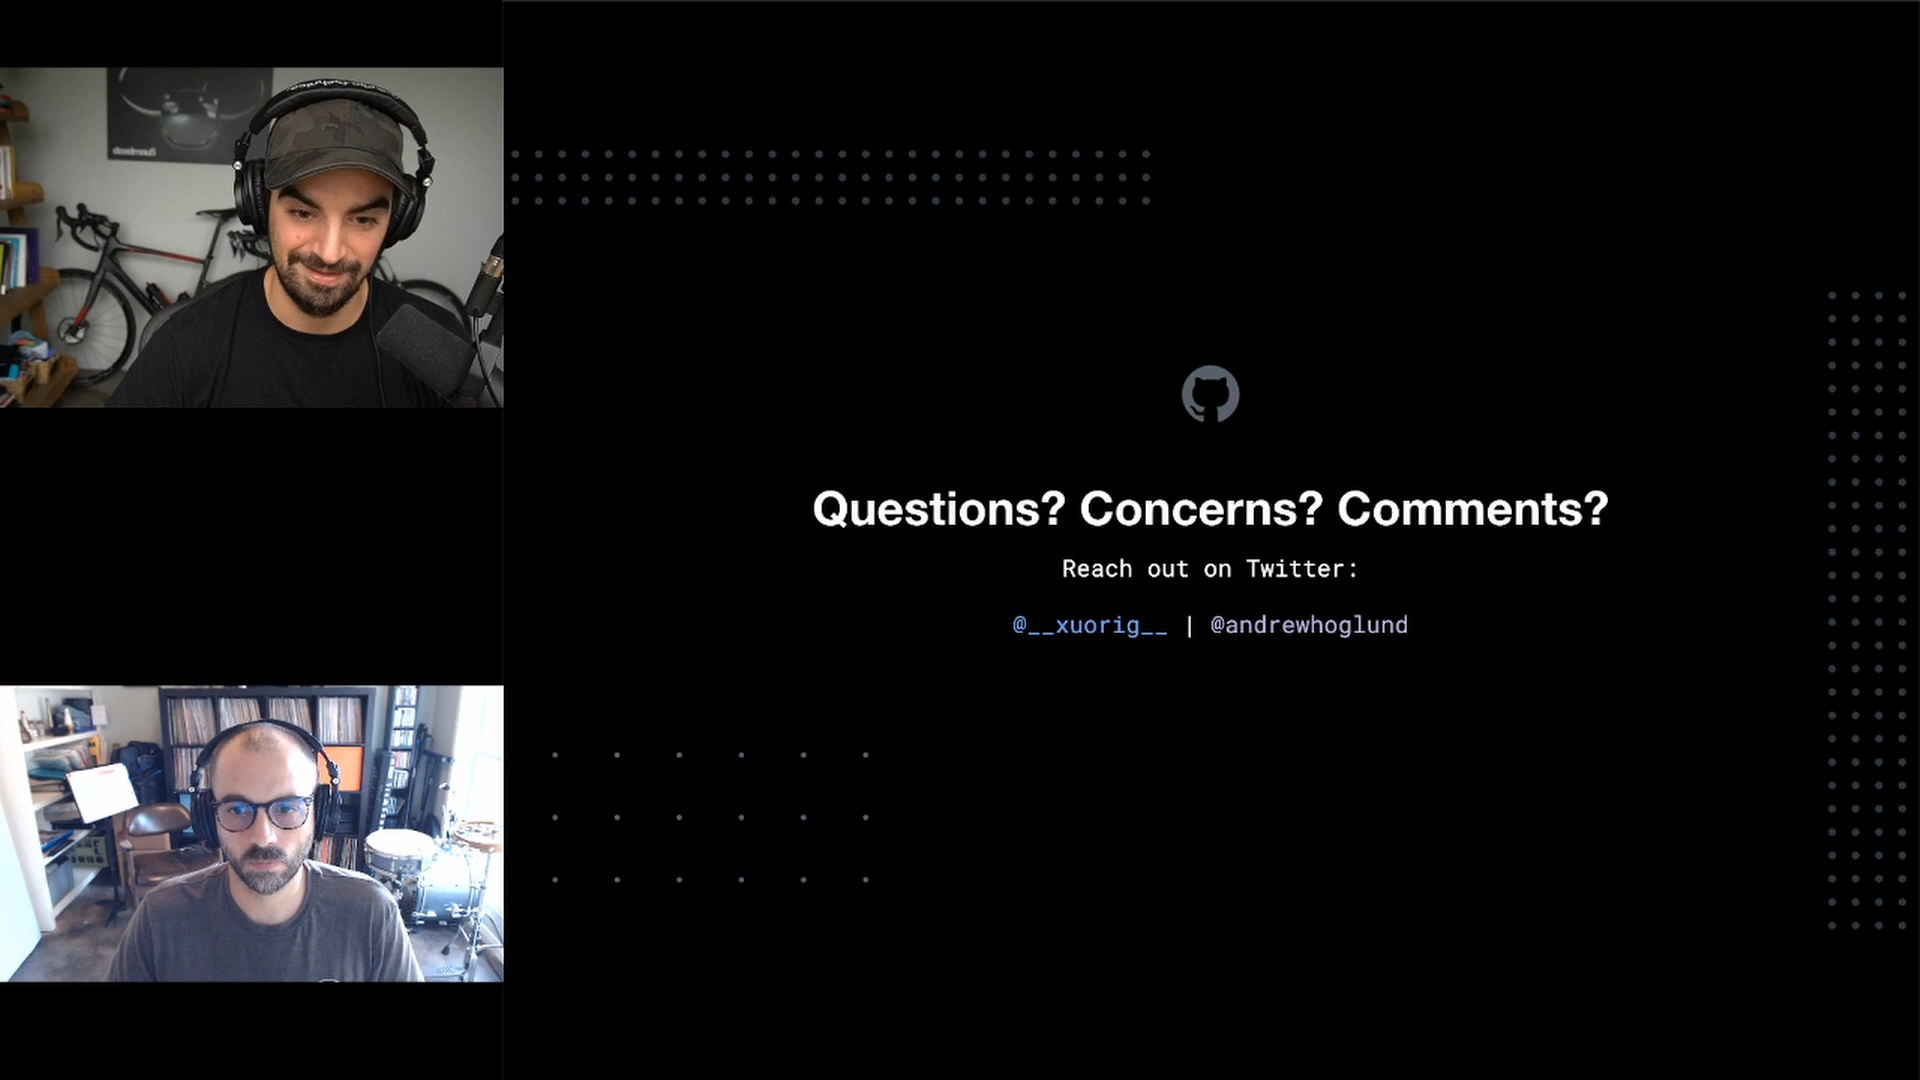 Questions? Concerns? Comments?
Reach out on Twitter:
@__xuorig__ | @andrewhoglund